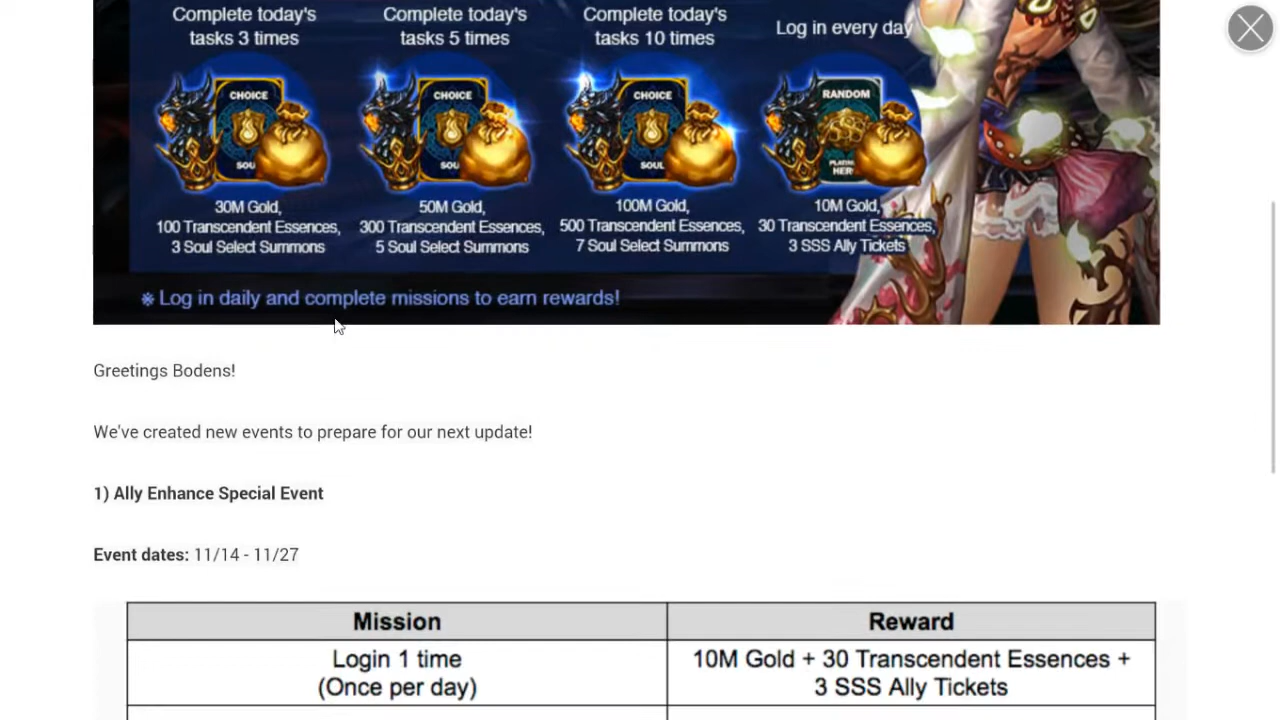 Complete today's
tasks 3 times
Complete today's
tasks 5 times
Complete today's
tasks 10 times
Log in every day
CHOICE
SOUL
CHOICE
SOUL
CHOICE
SOUL
RANDOM
30M Gold,
100 Transcendent Essences,
3 Soul Select Summons
50M Gold,
300 Transcendent Essences,
5 Soul Select Summons
100M Gold,
500 Transcendent Essences,
7 Soul Select Summons
10M Gold,
30 Transcendent Essences,
3 SSS Ally Tickets
※ Log in daily and complete missions to earn rewards!
Greetings Bodens!
We've created new events to prepare for our next update!
1) Ally Enhance Special Event
Event dates: 11/14 - 11/27
Mission
Reward
Login 1 time
(Once per day)
10M Gold + 30 Transcendent Essences +
3 SSS Ally Tickets